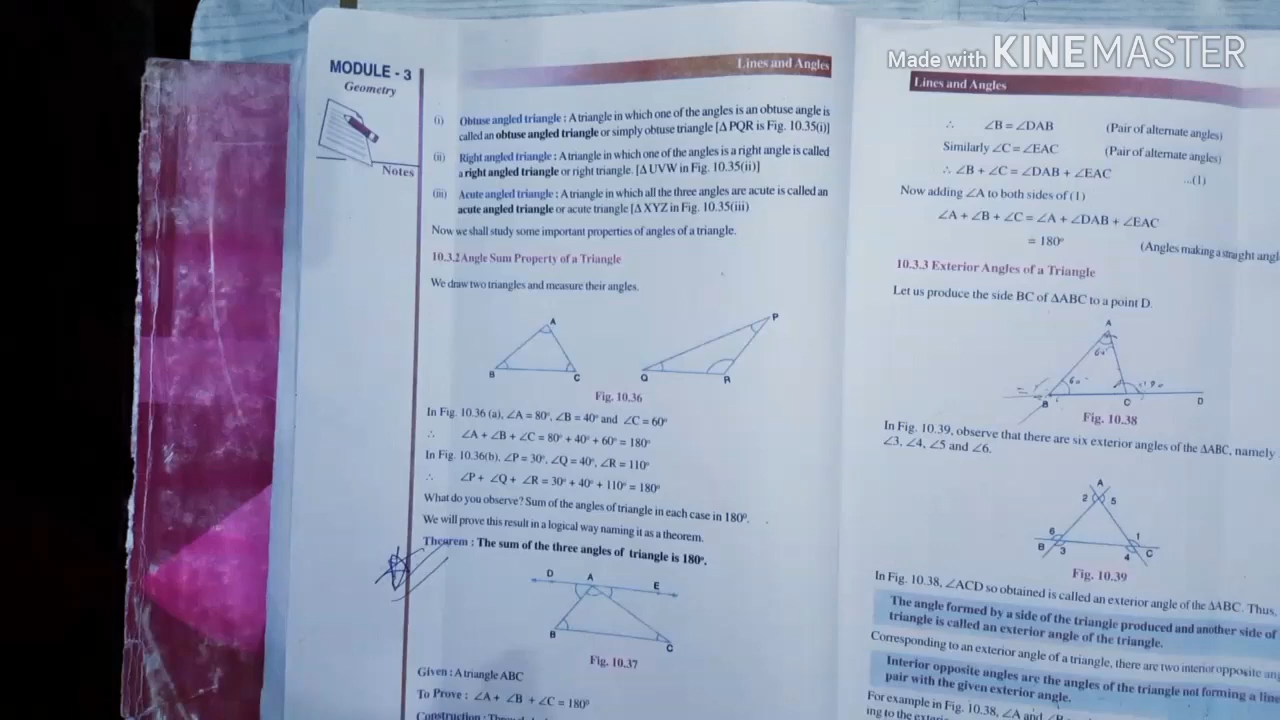 Made with KINEMASTER
MODULE - 3
Geometry
Notes
Lines and Angles
(i) Obtuse angled triangle : A triangle in which one of the angles is an obtuse angle is
called an obtuse angled triangle or simply obtuse triangle [Δ PQR is Fig. 10.35(i)]
(ii) Right angled triangle : A triangle in which one of the angles is a right angle is called
a right angled triangle or right triangle. [Δ UVW in Fig. 10.35(ii)]
(iii) Acute angled triangle : A triangle in which all the three angles are acute is called an
acute angled triangle or acute triangle [Δ XYZ in Fig. 10.35(iii)
Now we shall study some important properties of angles of a triangle.
10.3.2 Angle Sum Property of a Triangle
We draw two triangles and measure their angles.
A
B
C
P
Q
R
Fig. 10.36
In Fig. 10.36 (a), ∠A = 80°, ∠B = 40° and ∠C = 60°
∴ ∠A + ∠B + ∠C = 80° + 40° + 60° = 180°
In Fig. 10.36(b), ∠P = 30°, ∠Q = 40°, ∠R = 110°
∴ ∠P + ∠Q + ∠R = 30° + 40° + 110° = 180°
What do you observe? Sum of the angles of triangle in each case in 180°.
We will prove this result in a logical way naming it as a theorem.
Thearem : The sum of the three angles of triangle is 180°.
D A E
B
C
Fig. 10.37
Given : A triangle ABC
To Prove : ∠A + ∠B + ∠C = 180°
Construction :
Lines and Angles
∴ ∠B = ∠DAB (Pair of alternate angles)
Similarly ∠C = ∠EAC (Pair of alternate angles)
∴ ∠B + ∠C = ∠DAB + ∠EAC ...(1)
Now adding ∠A to both sides of (1)
∠A + ∠B + ∠C = ∠A + ∠DAB + ∠EAC
= 180° (Angles making a straight
10.3.3 Exterior Angles of a Triangle
Let us produce the side BC of ΔABC to a point D.
A
60°
60°
B
C
D
Fig. 10.38
In Fig. 10.39, observe that there are six exterior angles of the ΔABC, namely
∠3, ∠4, ∠5 and ∠6.
A
2 5
6 1
B 3 4 C
Fig. 10.39
In Fig. 10.38, ∠ACD so obtained is called an exterior angle of the ΔABC. Thus,
The angle formed by a side of the triangle produced and another side of
triangle is called an exterior angle of the triangle.
Corresponding to an exterior angle of a triangle, there are two interior opposite
Interior opposite angles are the angles of the triangle not forming a
pair with the given exterior angle.
For example in Fig. 10.38, ∠A and ∠B
ing to the